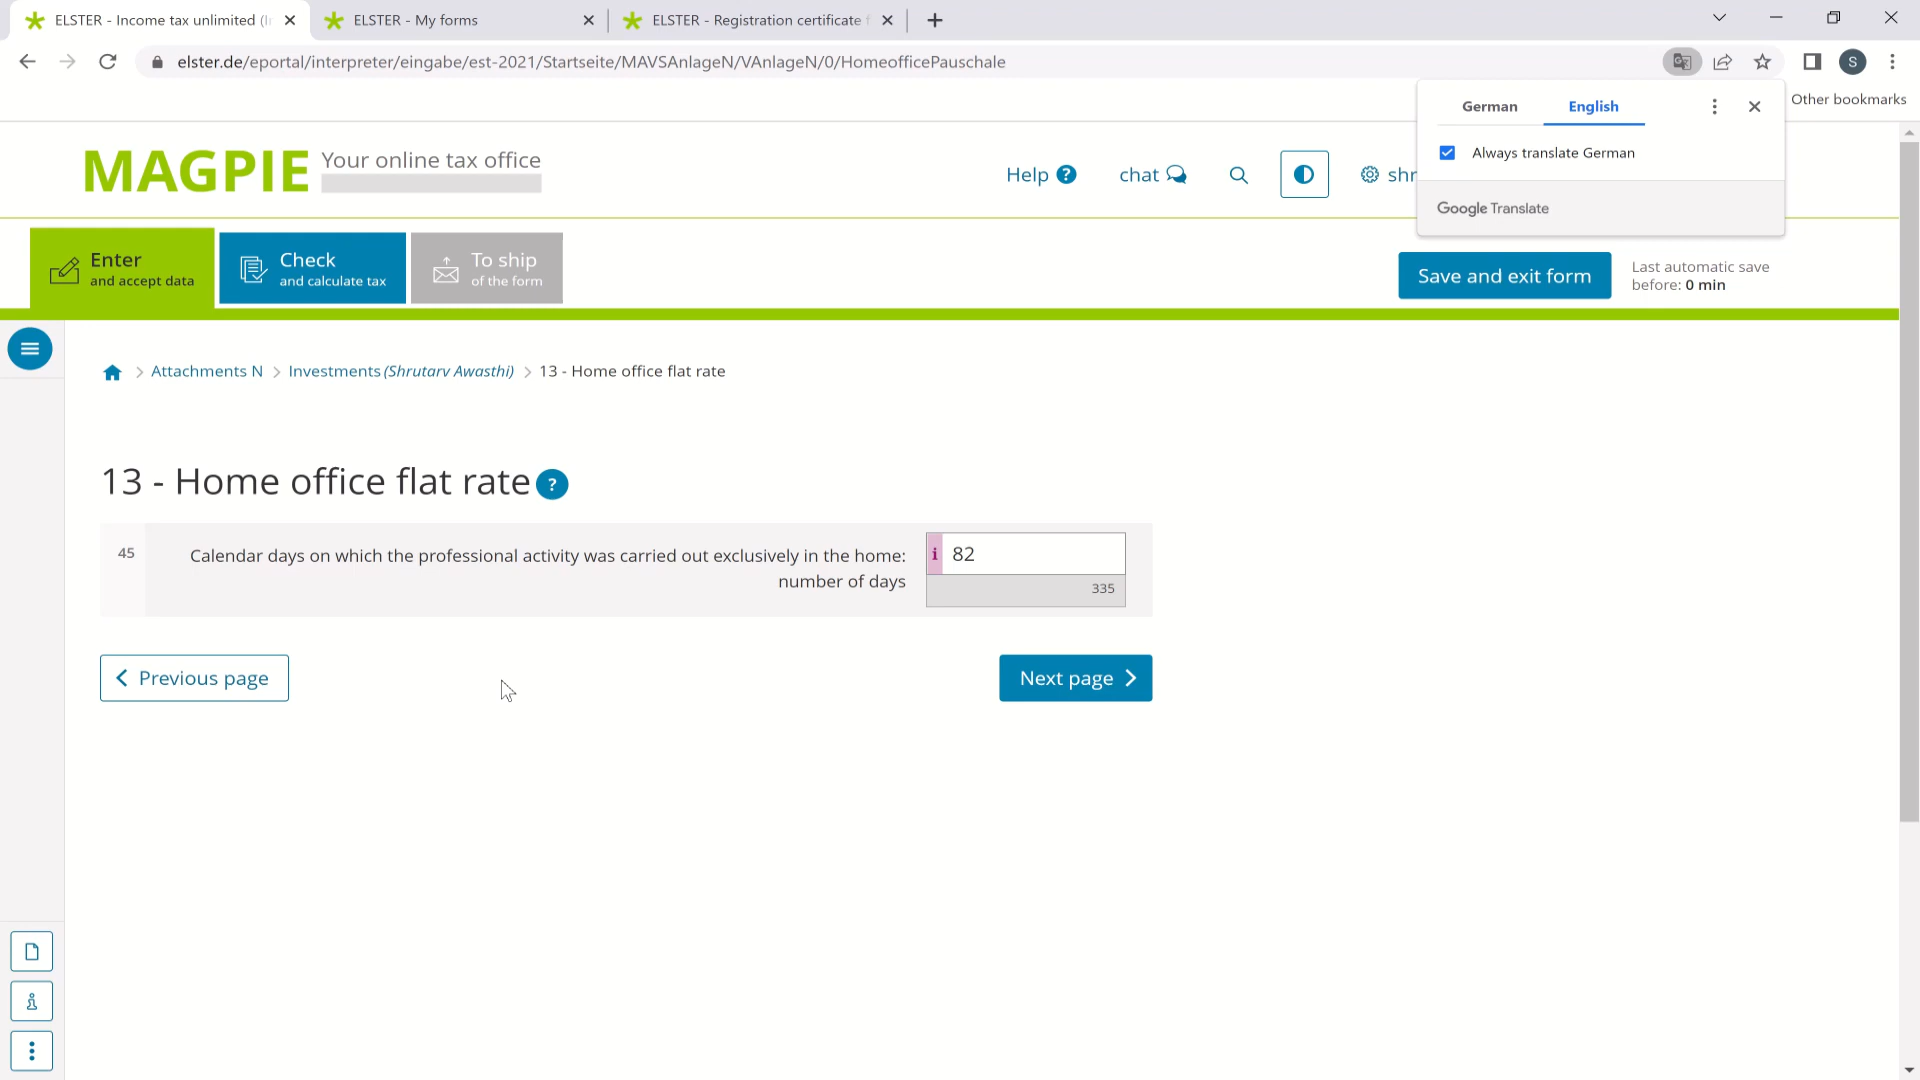 ELSTER - Income tax unlimited (I
ELSTER - My forms
ELSTER - Registration certificate f
elster.de/eportal/interpreter/eingabe/est-2021/Startseite/MAVSAnlageN/VAnlageN/0/HomeofficePauschale
S
Other bookmarks
German
English
Always translate German
Google Translate
MAGPIE
Your online tax office
Help ?
chat
shr
Enter
and accept data
Check
and calculate tax
To ship
of the form
Save and exit form
Last automatic save
before: 0 min
Attachments N > Investments (Shrutarv Awasthi) > 13 - Home office flat rate
13 - Home office flat rate ?
45
Calendar days on which the professional activity was carried out exclusively in the home:
number of days
i 82
335
Previous page
Next page
i